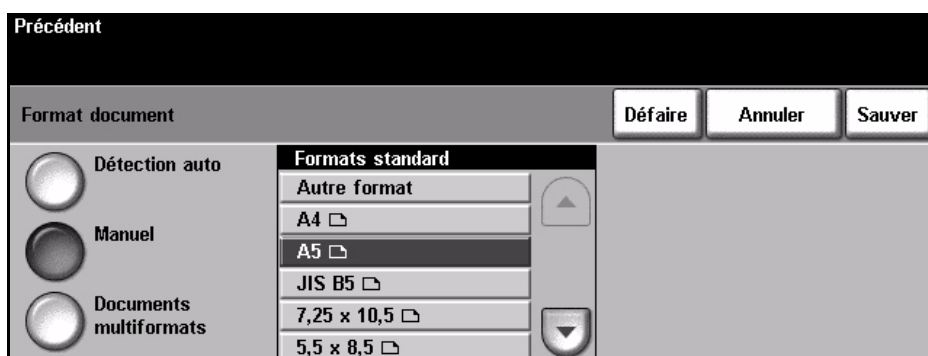 Précédent
Format document
Défaire
Annuler
Sauver
Détection auto
Manuel
Documents
multiformats
Formats standard
Autre format
A4
A5
JIS B5
7,25 x 10,5
5,5 x 8,5